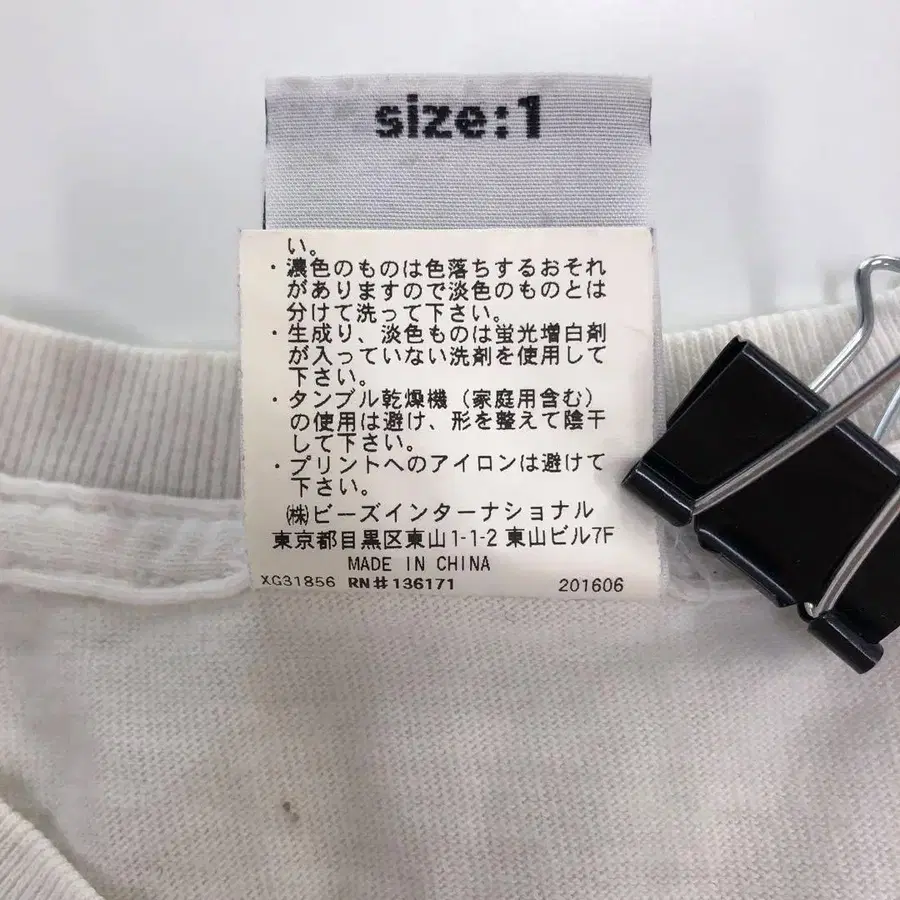 size:1
い。
・濃色のものは色落ちするおそれ
がありますので淡色のものとは
分けて洗って下さい。
・生成り、淡色ものは蛍光増白剤
が入っていない洗剤を使用して
下さい。
・タンブル乾燥機（家庭用含む）
の使用は避け、形を整えて陰干
して下さい。
・プリントへのアイロンは避けて
下さい。
㈱ビーズインターナショナル
東京都目黒区東山1-1-2 東山ビル7F
MADE IN CHINA
XG31856 RN#136171 201606